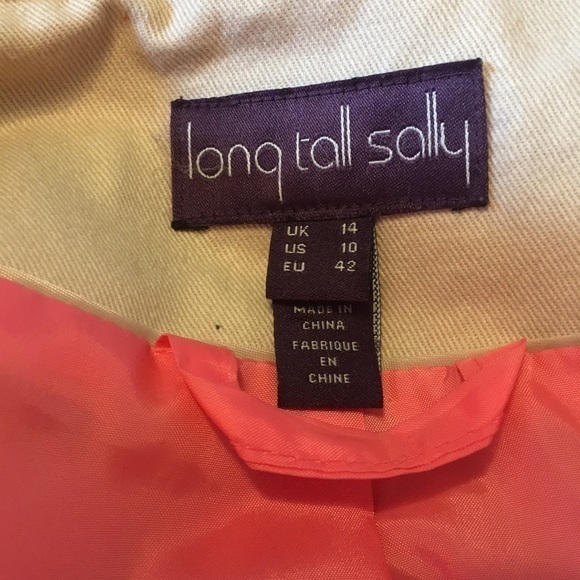 long tall sally
UK 14
US 10
EU 42
MADE IN
CHINA
FABRIQUE
EN
CHINE